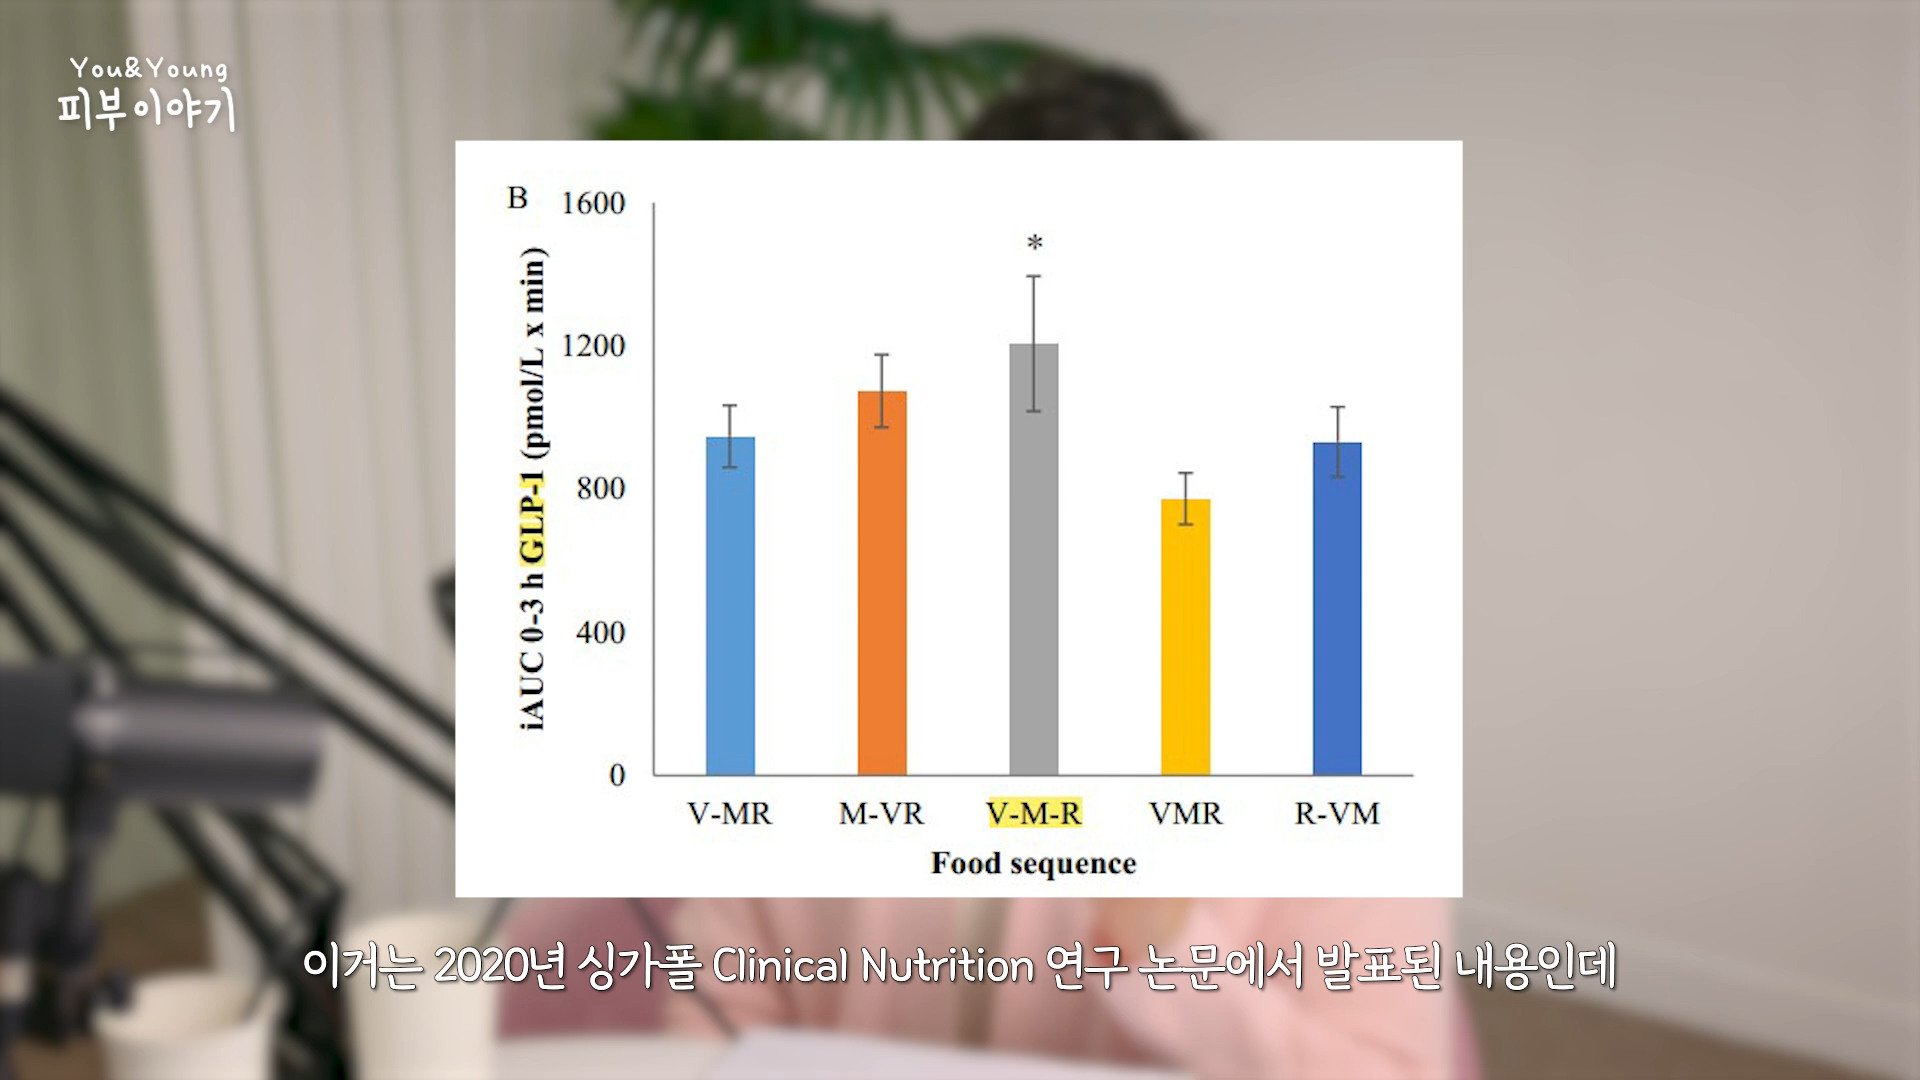 You&Young
피부이야기
B
1600
1200
800
400
0
iAUC 0-3 h GLP-1 (pmol/L x min)
*
V-MR
M-VR
V-M-R
VMR
R-VM
Food sequence
이거는 2020년 싱가폴 Clinical Nutrition 연구 논문에서 발표된 내용인데